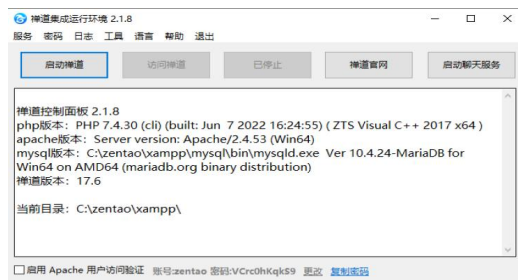 禅道集成运行环境 2.1.8
服务 密码 日志 工具 语言 帮助 退出
启动禅道 访问禅道 已停止 禅道官网 启动聊天服务
禅道控制面板 2.1.8
php版本：PHP 7.4.30 (cli) (built: Jun 7 2022 16:24:55) ( ZTS Visual C++ 2017 x64 )
apache版本：Server version: Apache/2.4.53 (Win64)
mysql版本：C:\zentao\xampp\mysql\bin\mysqld.exe Ver 10.4.24-MariaDB for
Win64 on AMD64 (mariadb.org binary distribution)
禅道版本：17.6
当前目录：C:\zentao\xampp\
启用 Apache 用户访问验证 账号:zentao 密码:VCrc0hKqkS9 更改 复制密码